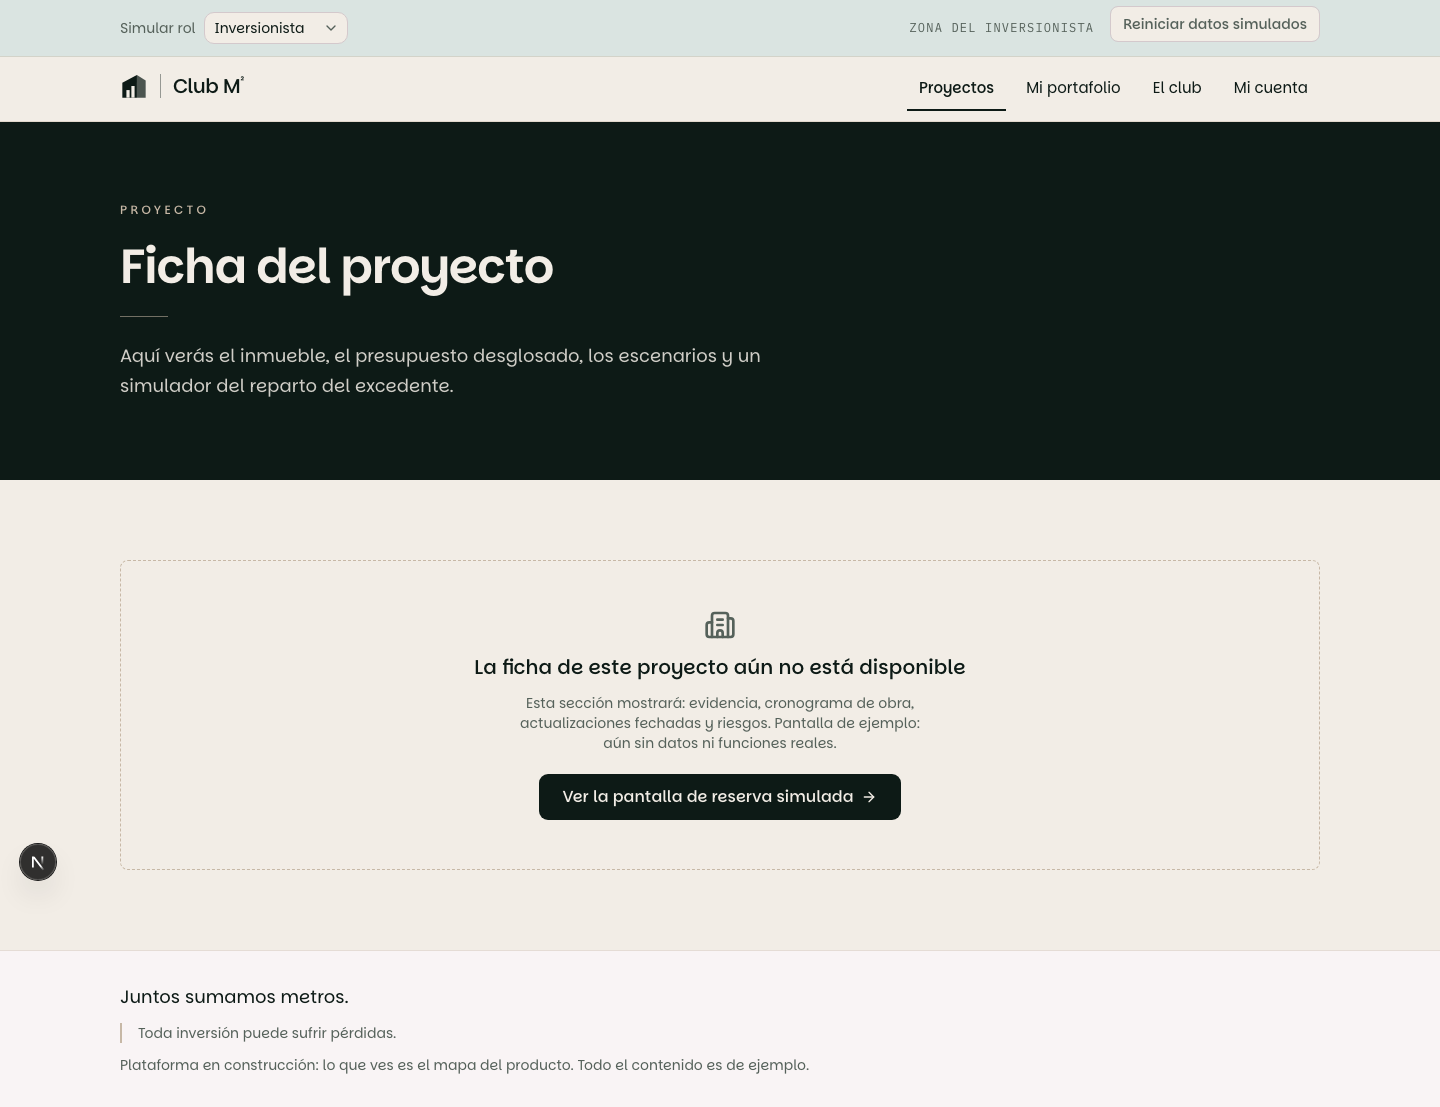 Simular rol
Inversionista
ZONA DEL INVERSIONISTA
Reiniciar datos simulados
Club M²
Proyectos
Mi portafolio
El club
Mi cuenta
PROYECTO
Ficha del proyecto
Aquí verás el inmueble, el presupuesto desglosado, los escenarios y un
simulador del reparto del excedente.
La ficha de este proyecto aún no está disponible
Esta sección mostrará: evidencia, cronograma de obra,
actualizaciones fechadas y riesgos. Pantalla de ejemplo:
aún sin datos ni funciones reales.
Ver la pantalla de reserva simulada →
N
Juntos sumamos metros.
Toda inversión puede sufrir pérdidas.
Plataforma en construcción: lo que ves es el mapa del producto. Todo el contenido es de ejemplo.